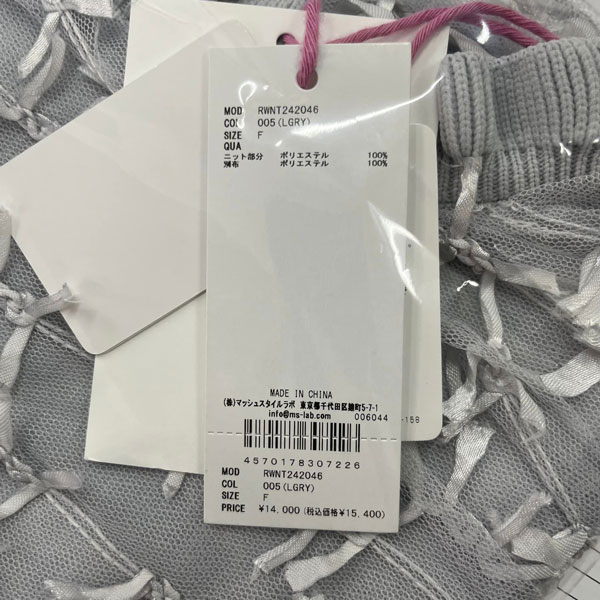 MOD RWNT242046
COL 005(LGRY)
SIZE F
QUA
ニット部分 ポリエステル 100%
別布 ポリエステル 100%
MADE IN CHINA
(株)マッシュスタイルラボ 東京都千代田区麹町5-7-1
info@ms-lab.com 006044
-158
4570178307226
MOD RWNT242046
COL 005(LGRY)
SIZE F
PRICE ¥14,000(税込価格¥15,400)